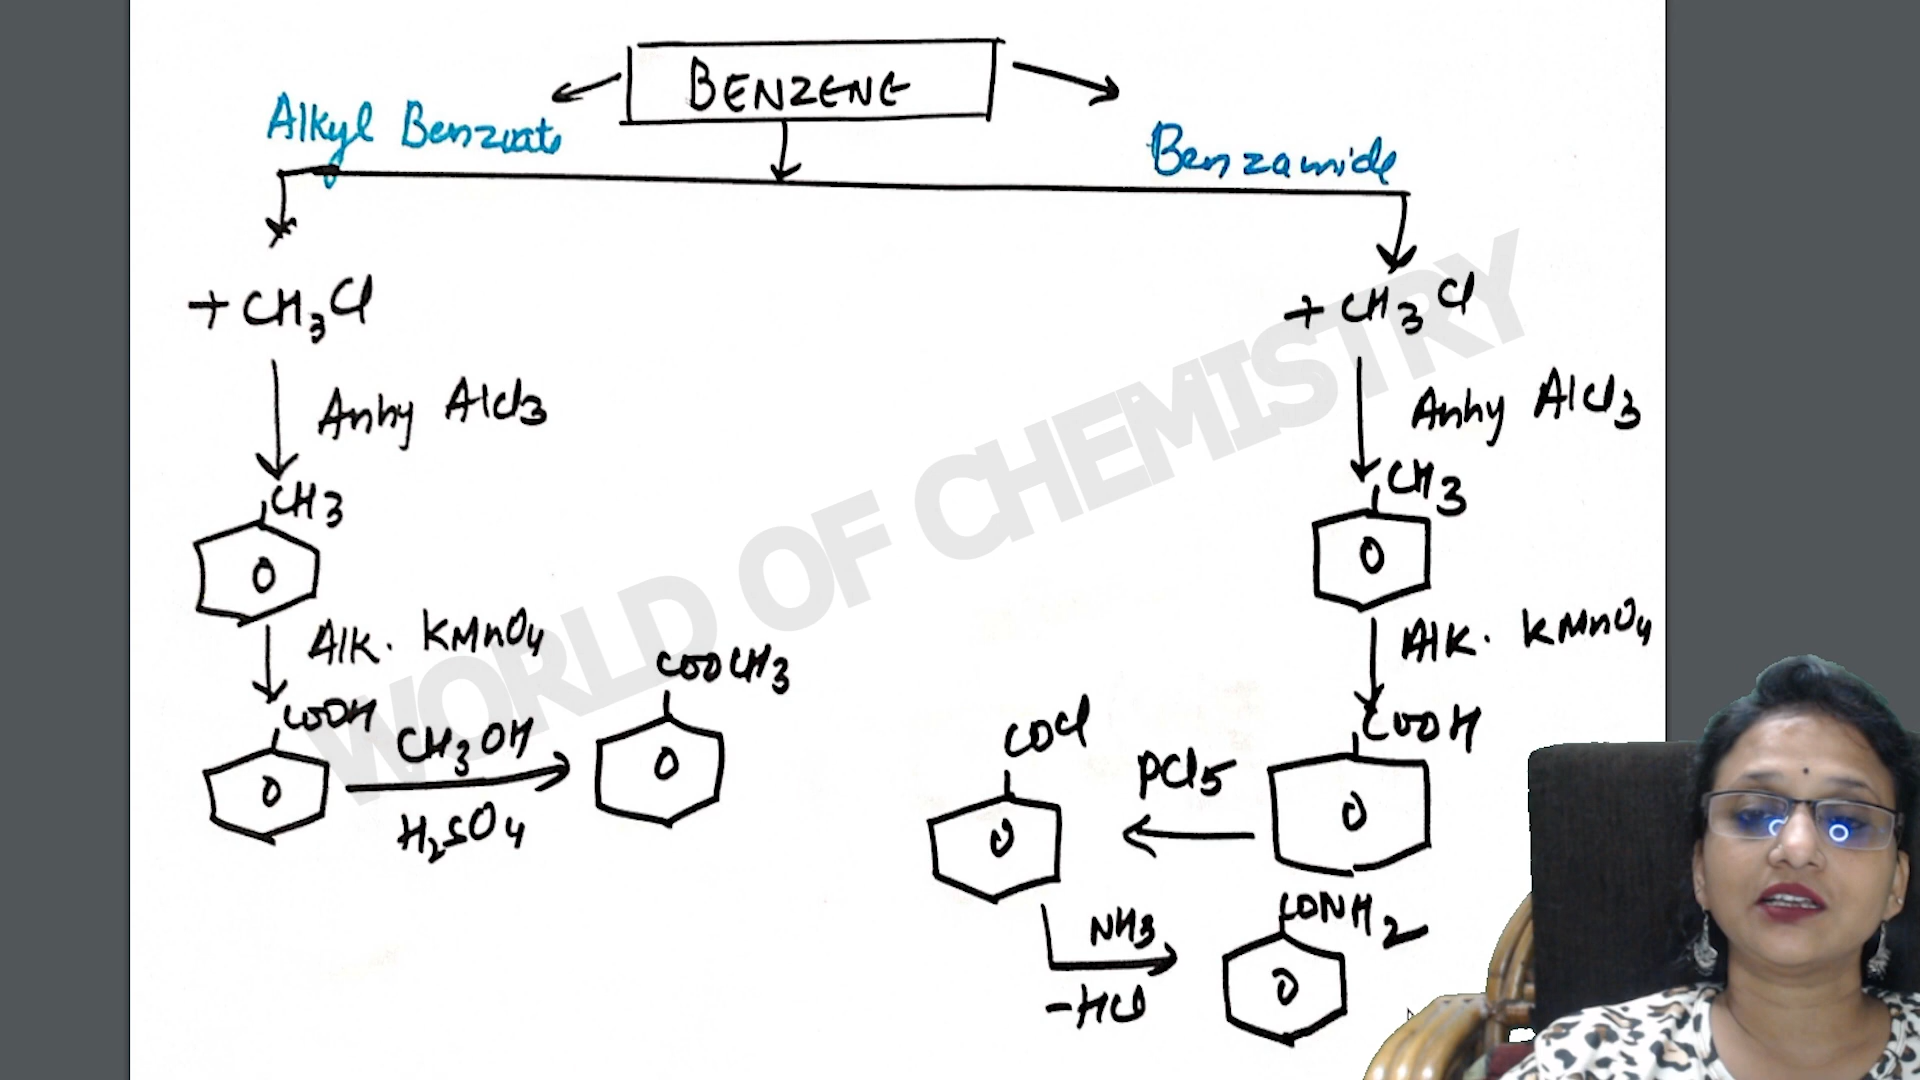 BENZENE
Alkyl Benzoate
Benzamide
+ CH3Cl
Anhy AlCl3
CH3
Alk. KMnO4
COOH
CH3OH
H2SO4
COOCH3
+ CH3Cl
Anhy AlCl3
CH3
Alk. KMnO4
COOH
PCl5
COCl
NH3
-HCl
CONH2
WORLD OF CHEMISTRY